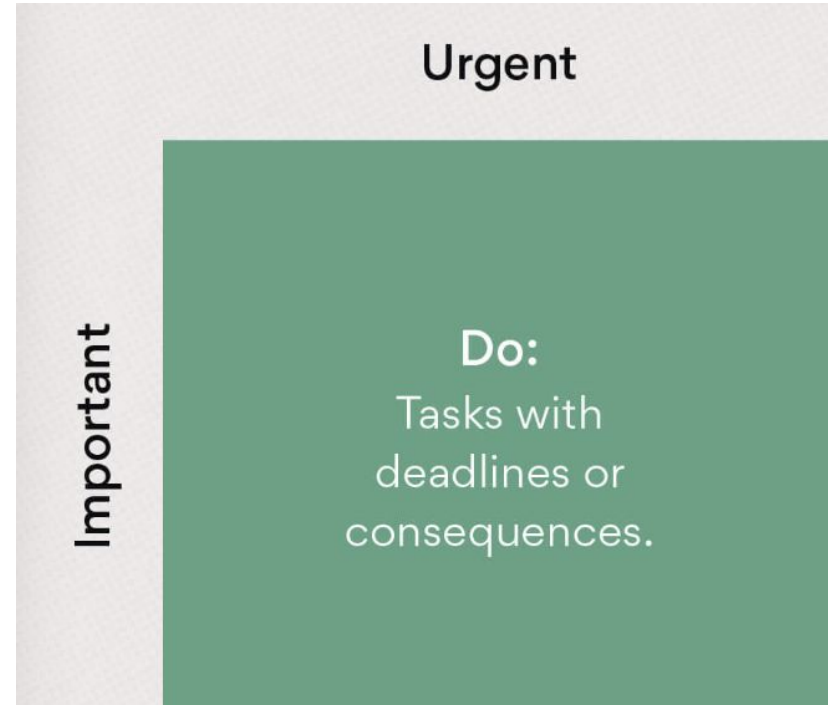 Urgent
Important
Do:
Tasks with
deadlines or
consequences.